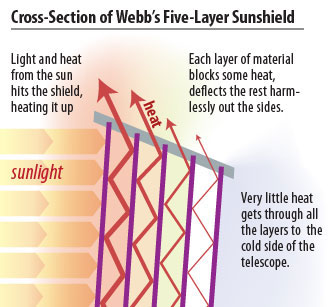 Cross-Section of Webb's Five-Layer Sunshield
Light and heat
from the sun
hits the shield,
heating it up
Each layer of material
blocks some heat,
deflects the rest harm-
lessly out the sides.
heat
sunlight
Very little heat
gets through all
the layers to the
cold side of the
telescope.